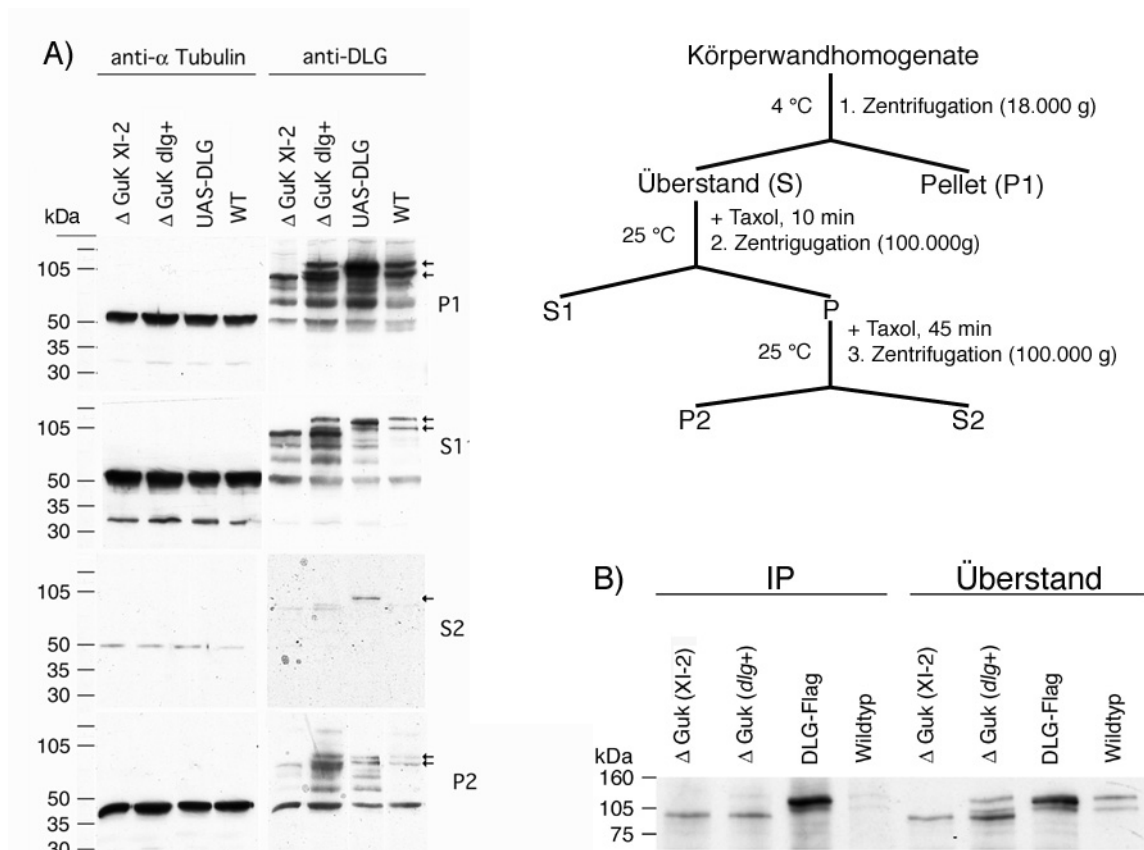 A)
anti-α Tubulin
anti-DLG
Δ GuK XI-2
Δ GuK dlg+
UAS-DLG
WT
Δ GuK XI-2
Δ GuK dlg+
UAS-DLG
WT
kDa
105
50
35
30
P1
105
50
35
30
S1
105
50
35
30
S2
105
50
35
30
P2
Körperwandhomogenate
4 °C
1. Zentrifugation (18.000 g)
Überstand (S)
Pellet (P1)
25 °C
+ Taxol, 10 min
2. Zentrigugation (100.000g)
S1
P
25 °C
+ Taxol, 45 min
3. Zentrifugation (100.000 g)
P2
S2
B)
IP
Überstand
Δ Guk (XI-2)
Δ Guk (dlg+)
DLG-Flag
Wildtyp
Δ Guk (XI-2)
Δ Guk (dlg+)
DLG-Flag
Wildtyp
kDa
160
105
75